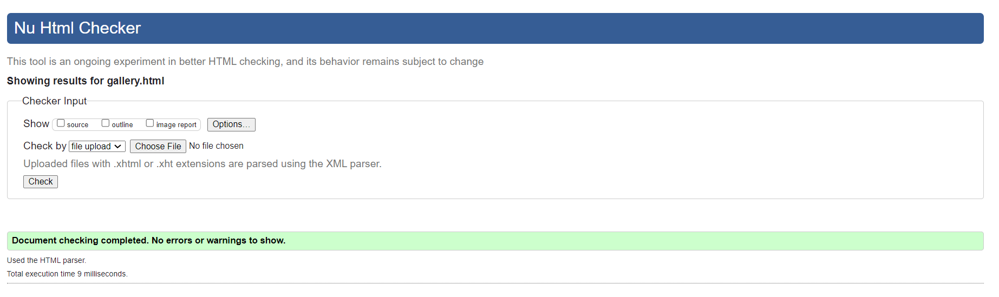 Nu Html Checker
This tool is an ongoing experiment in better HTML checking, and its behavior remains subject to change
Showing results for gallery.html
Checker Input
Show source outline image report Options...
Check by file upload Choose File No file chosen
Uploaded files with .xhtml or .xht extensions are parsed using the XML parser.
Check
Document checking completed. No errors or warnings to show.
Used the HTML parser.
Total execution time 9 milliseconds.